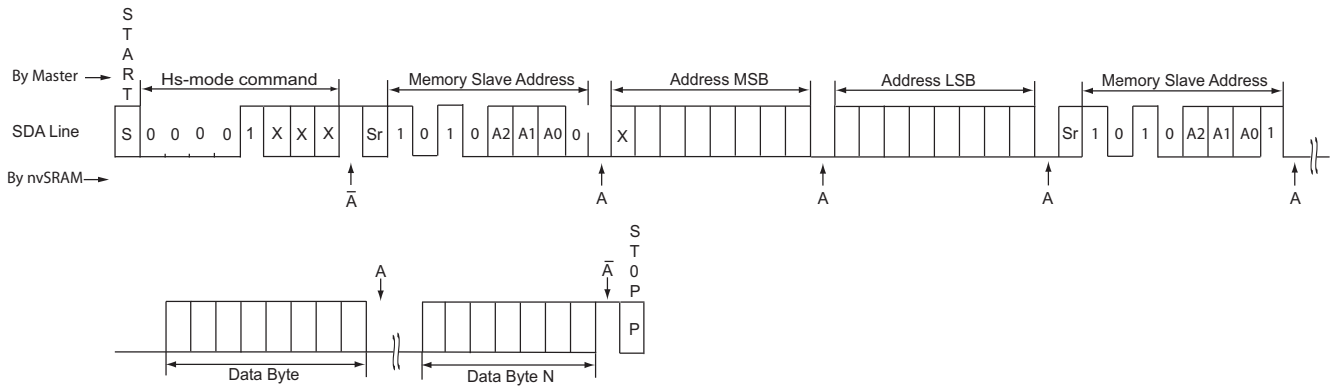 START
By Master
Hs-mode command
Memory Slave Address
Address MSB
Address LSB
Memory Slave Address
SDA Line
S 0 0 0 0 1 X X X Sr 1 0 1 0 A2 A1 A0 0 X Sr 1 0 1 0 A2 A1 A0 1
By nvSRAM
A̅ A A A A
ST0P
A A̅
P
Data Byte
Data Byte N